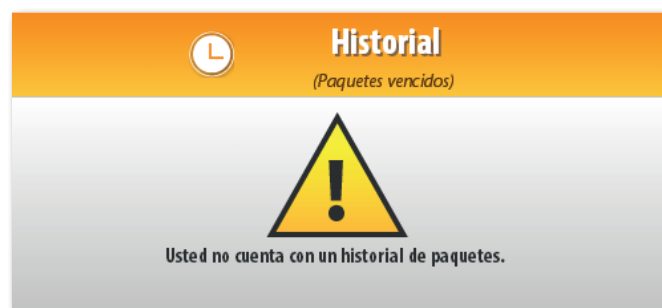 Historial
(Paquetes vencidos)
Usted no cuenta con un historial de paquetes.